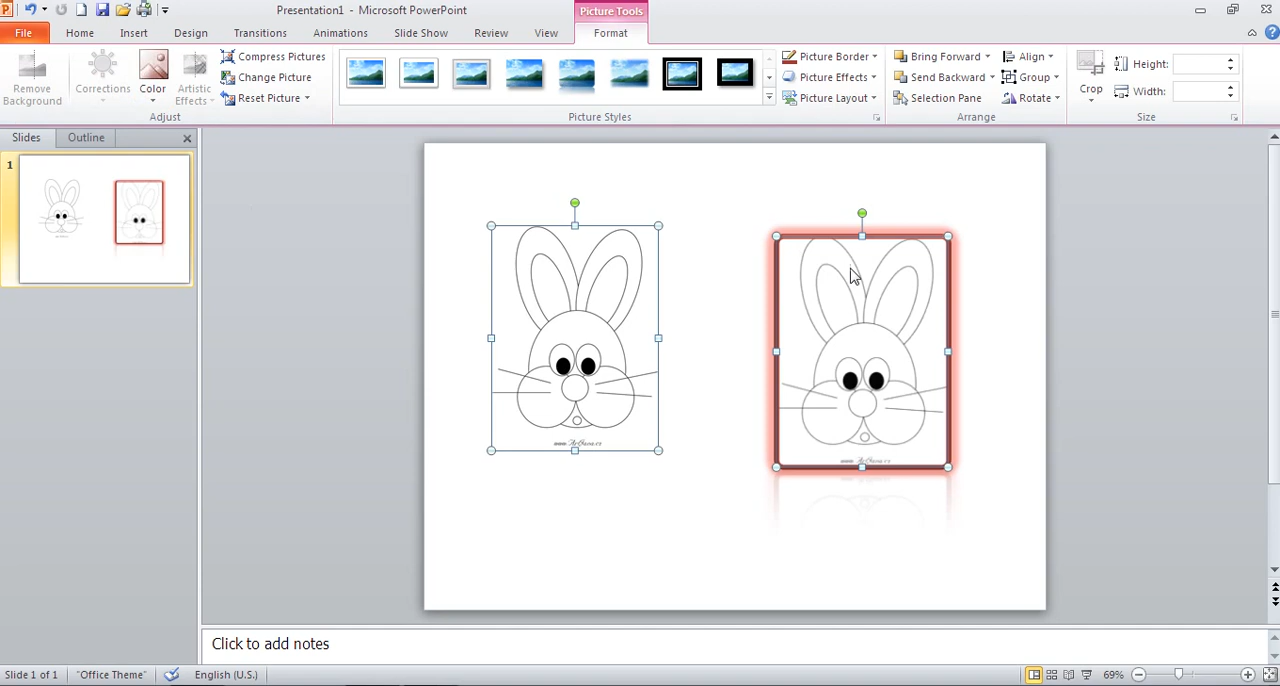 Presentation1 - Microsoft PowerPoint
Picture Tools
File Home Insert Design Transitions Animations Slide Show Review View Format
Remove Background
Corrections
Color
Artistic Effects
Compress Pictures
Change Picture
Reset Picture
Adjust
Picture Styles
Picture Border
Picture Effects
Picture Layout
Bring Forward
Send Backward
Selection Pane
Align
Group
Rotate
Arrange
Crop
Height:
Width:
Size
Slides Outline
1
Click to add notes
Slide 1 of 1 "Office Theme" English (U.S.) 69%